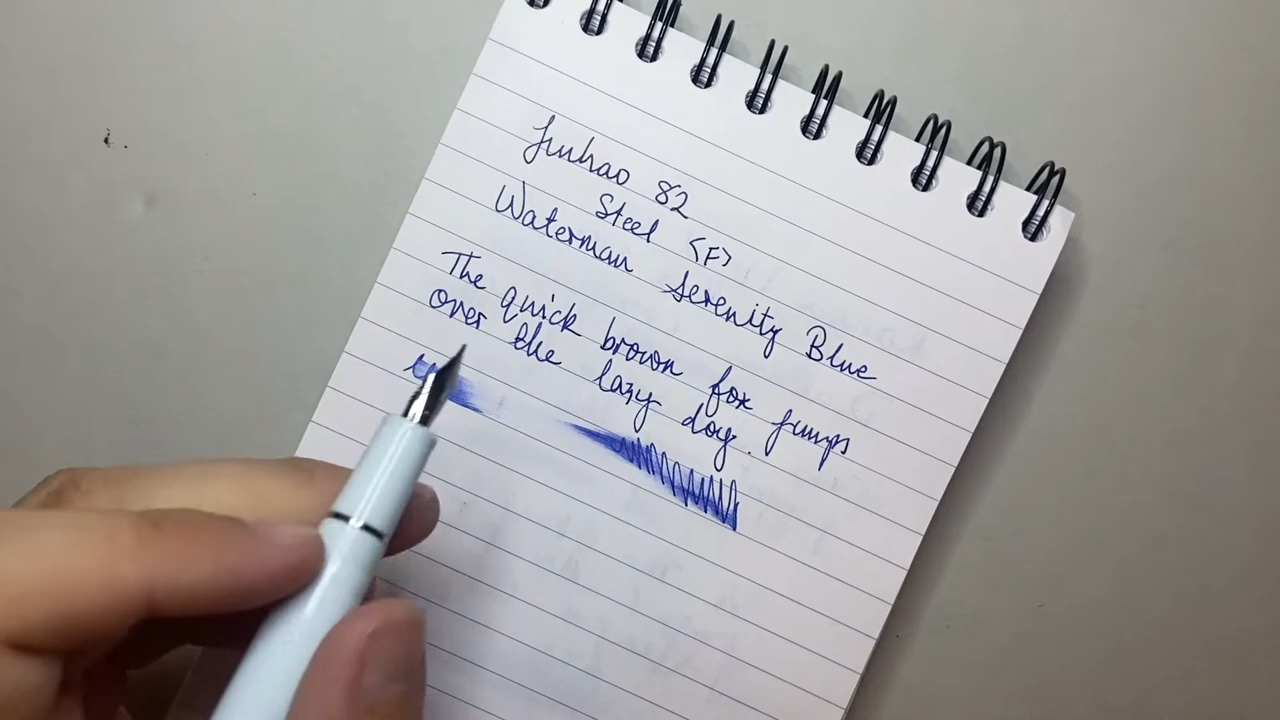 Jinhao 82
Steel <F>
Waterman Serenity Blue
The quick brown fox jumps
over the lazy dog.